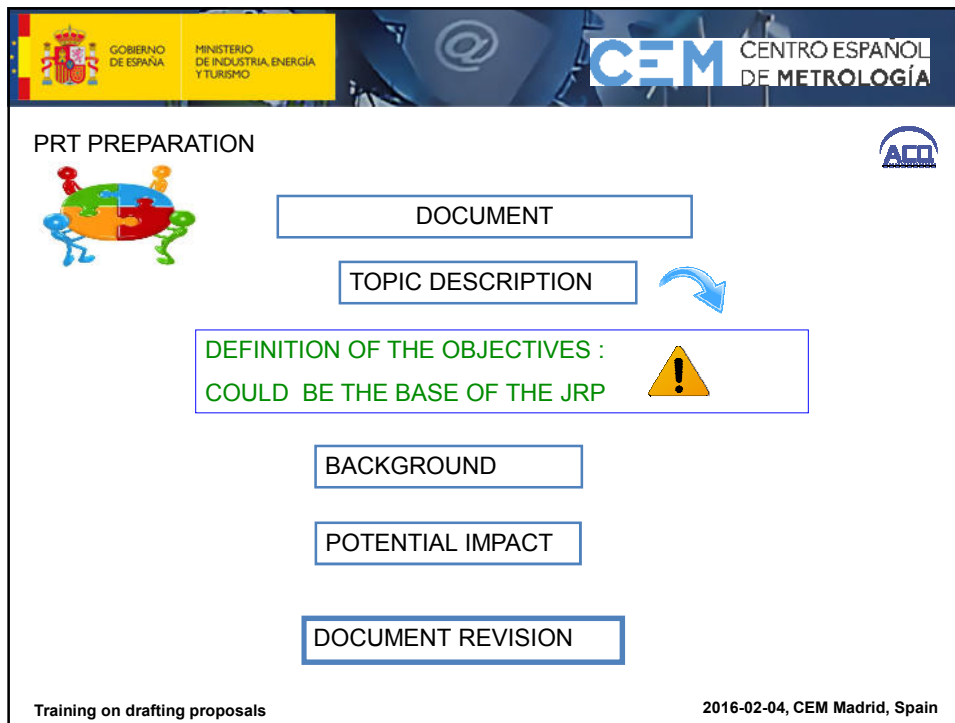 GOBIERNO
DE ESPAÑA
MINISTERIO
DE INDUSTRIA, ENERGÍA
Y TURISMO
@
CEM
CENTRO ESPAÑOL
DE METROLOGÍA
PRT PREPARATION
DOCUMENT
TOPIC DESCRIPTION
DEFINITION OF THE OBJECTIVES :
COULD BE THE BASE OF THE JRP
!
BACKGROUND
POTENTIAL IMPACT
DOCUMENT REVISION
Training on drafting proposals
2016-02-04, CEM Madrid, Spain